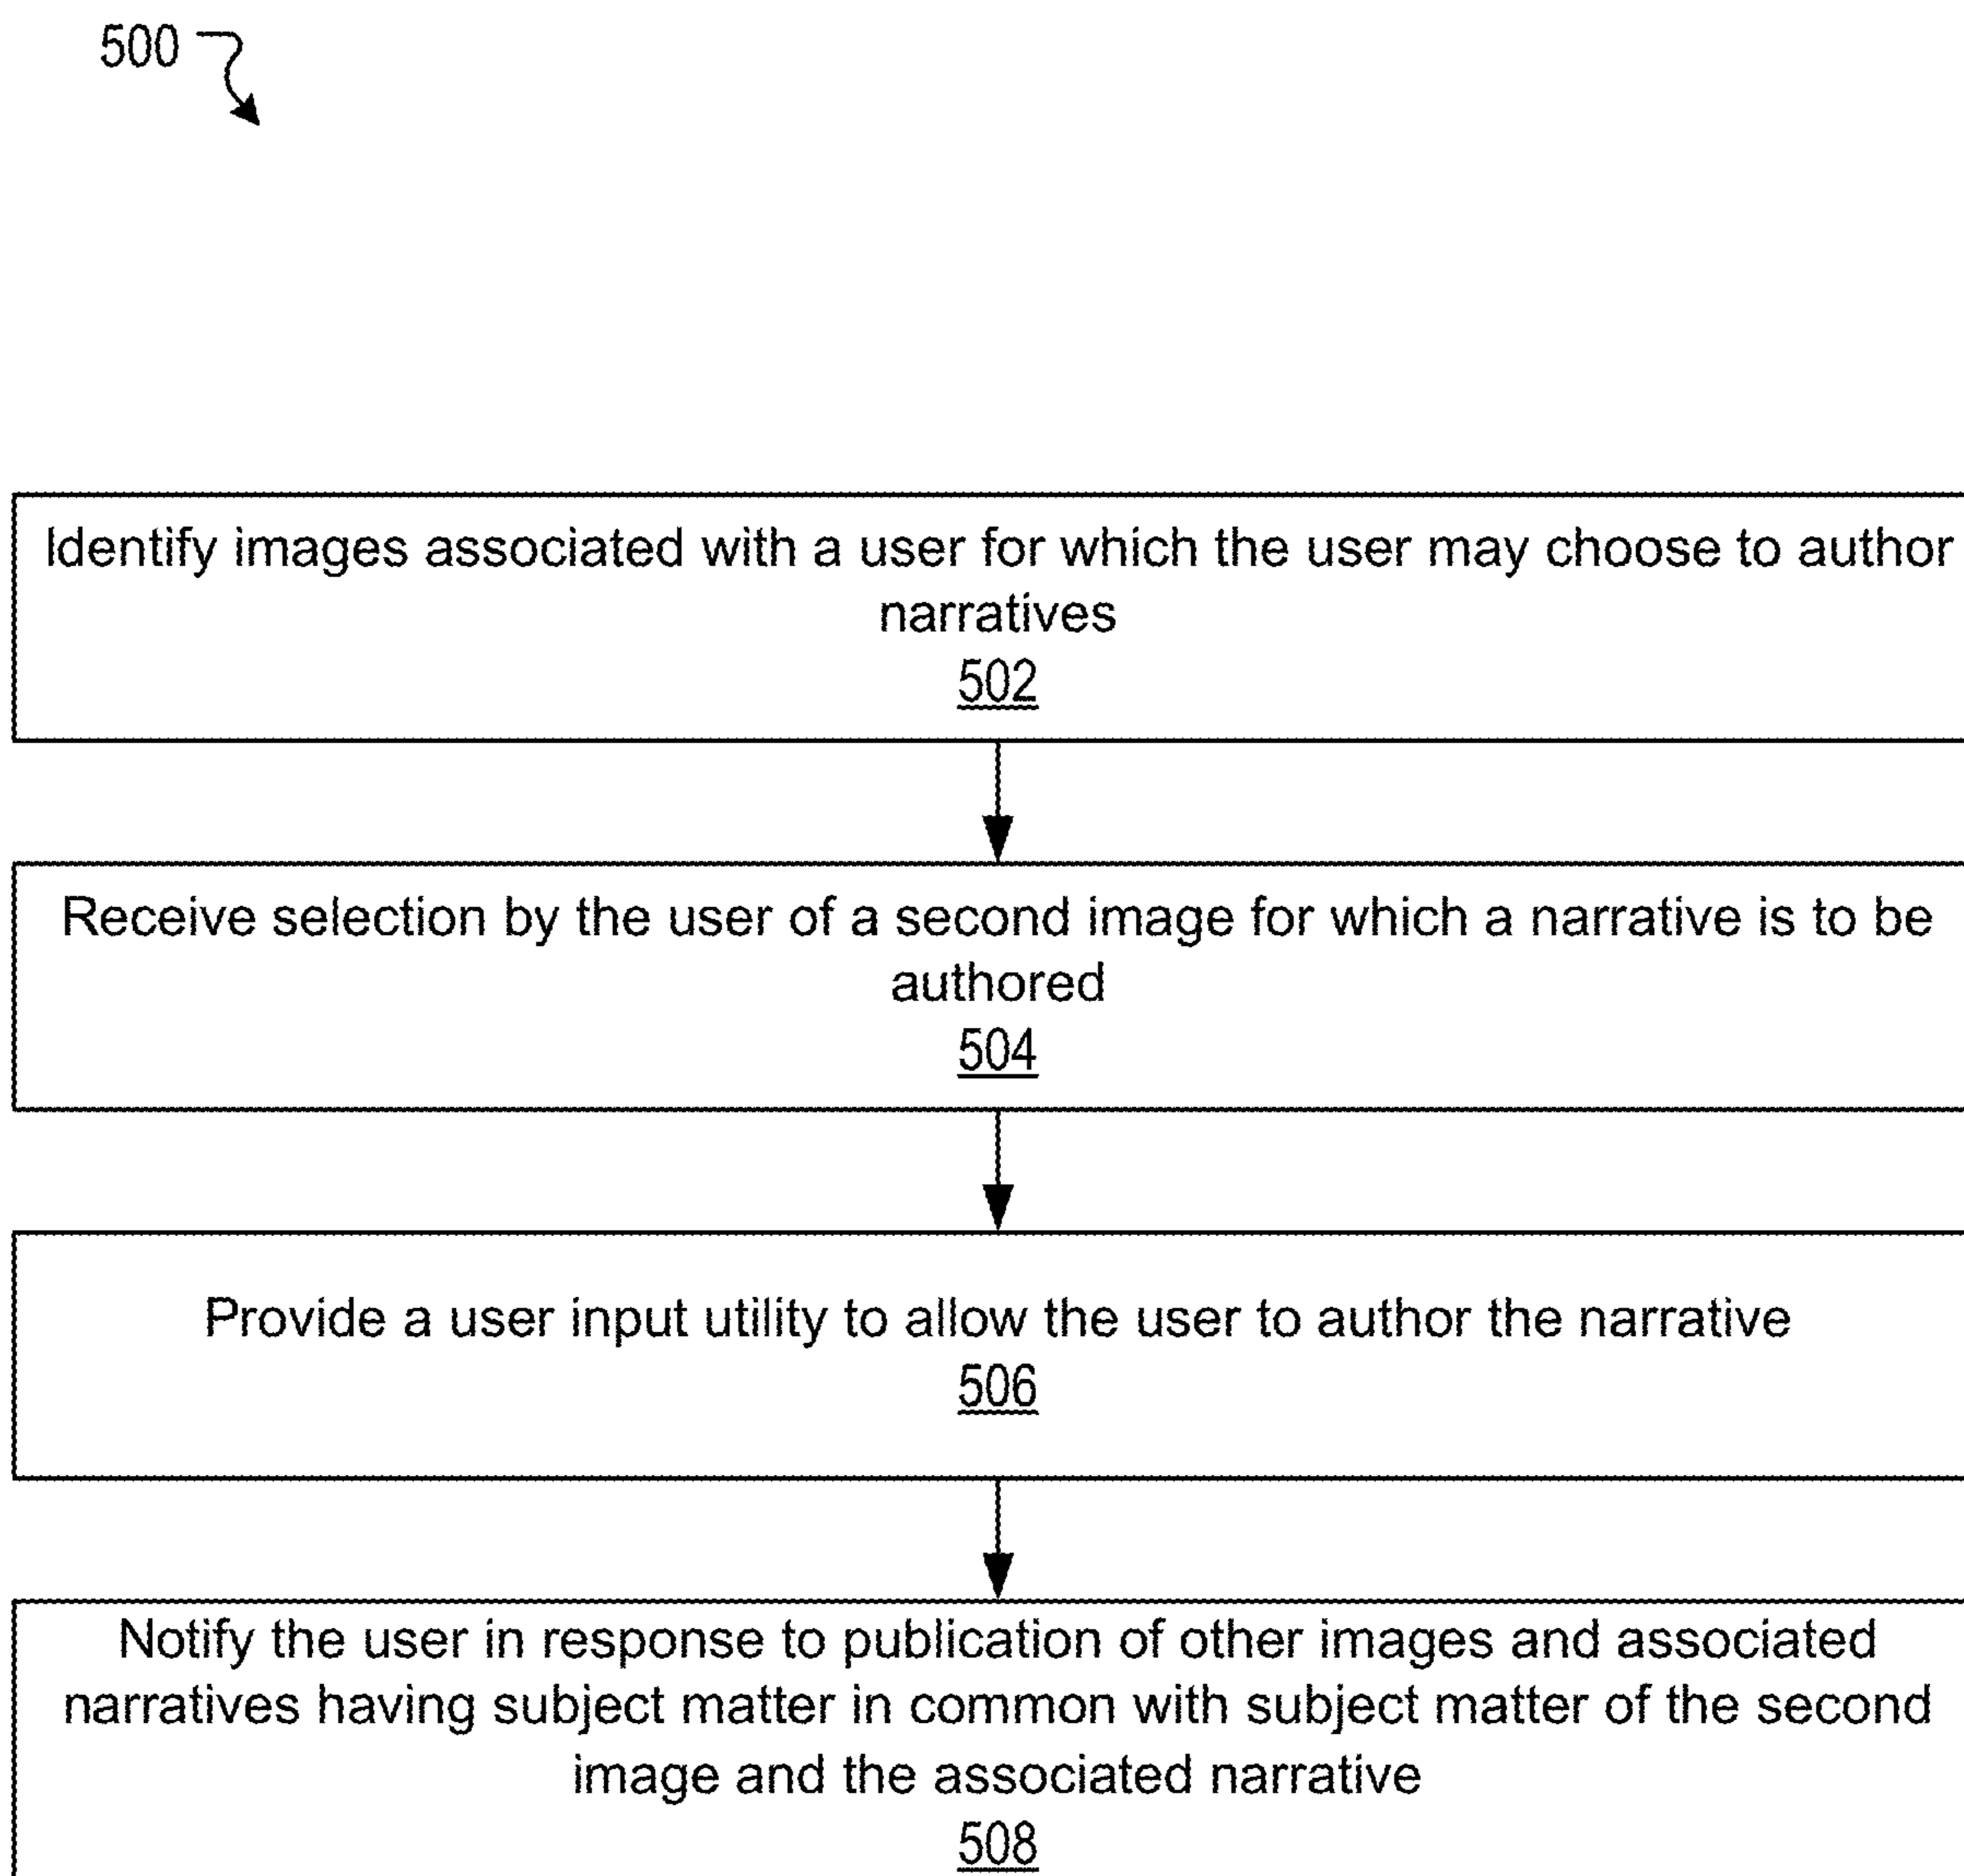 500
Identify images associated with a user for which the user may choose to author
narratives
502
Receive selection by the user of a second image for which a narrative is to be
authored
504
Provide a user input utility to allow the user to author the narrative
506
Notify the user in response to publication of other images and associated
narratives having subject matter in common with subject matter of the second
image and the associated narrative
508